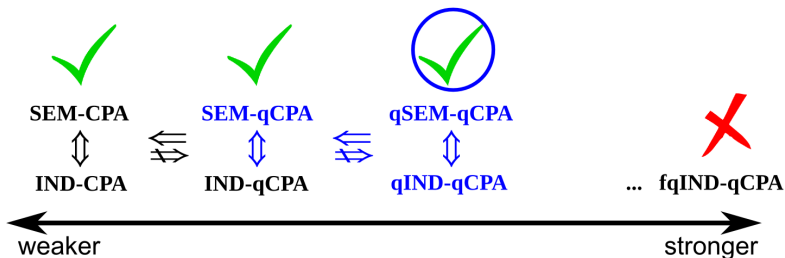 SEM-CPA SEM-qCPA qSEM-qCPA
IND-CPA IND-qCPA qIND-qCPA ... fqIND-qCPA
weaker stronger